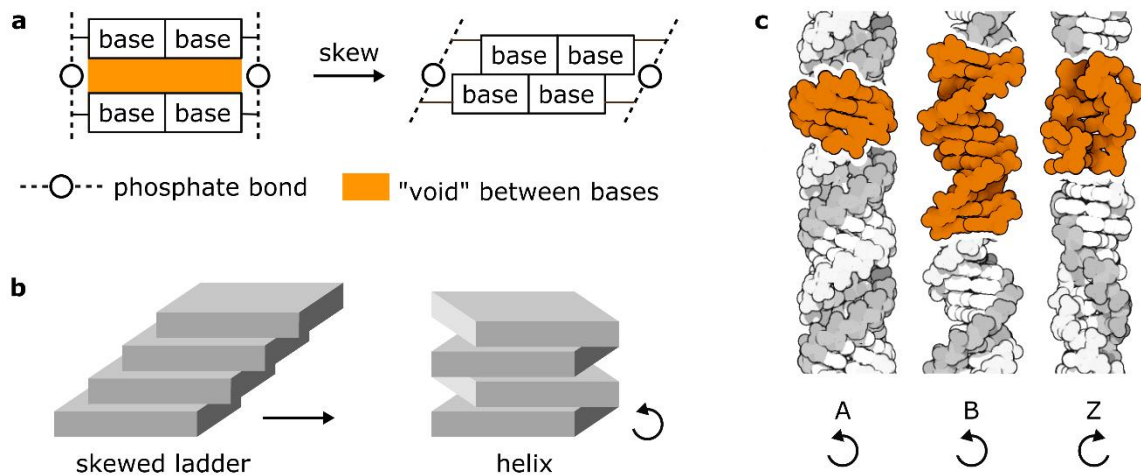 a
base base
base base
skew
base base
base base
phosphate bond
"void" between bases
b
skewed ladder
helix
c
A B Z